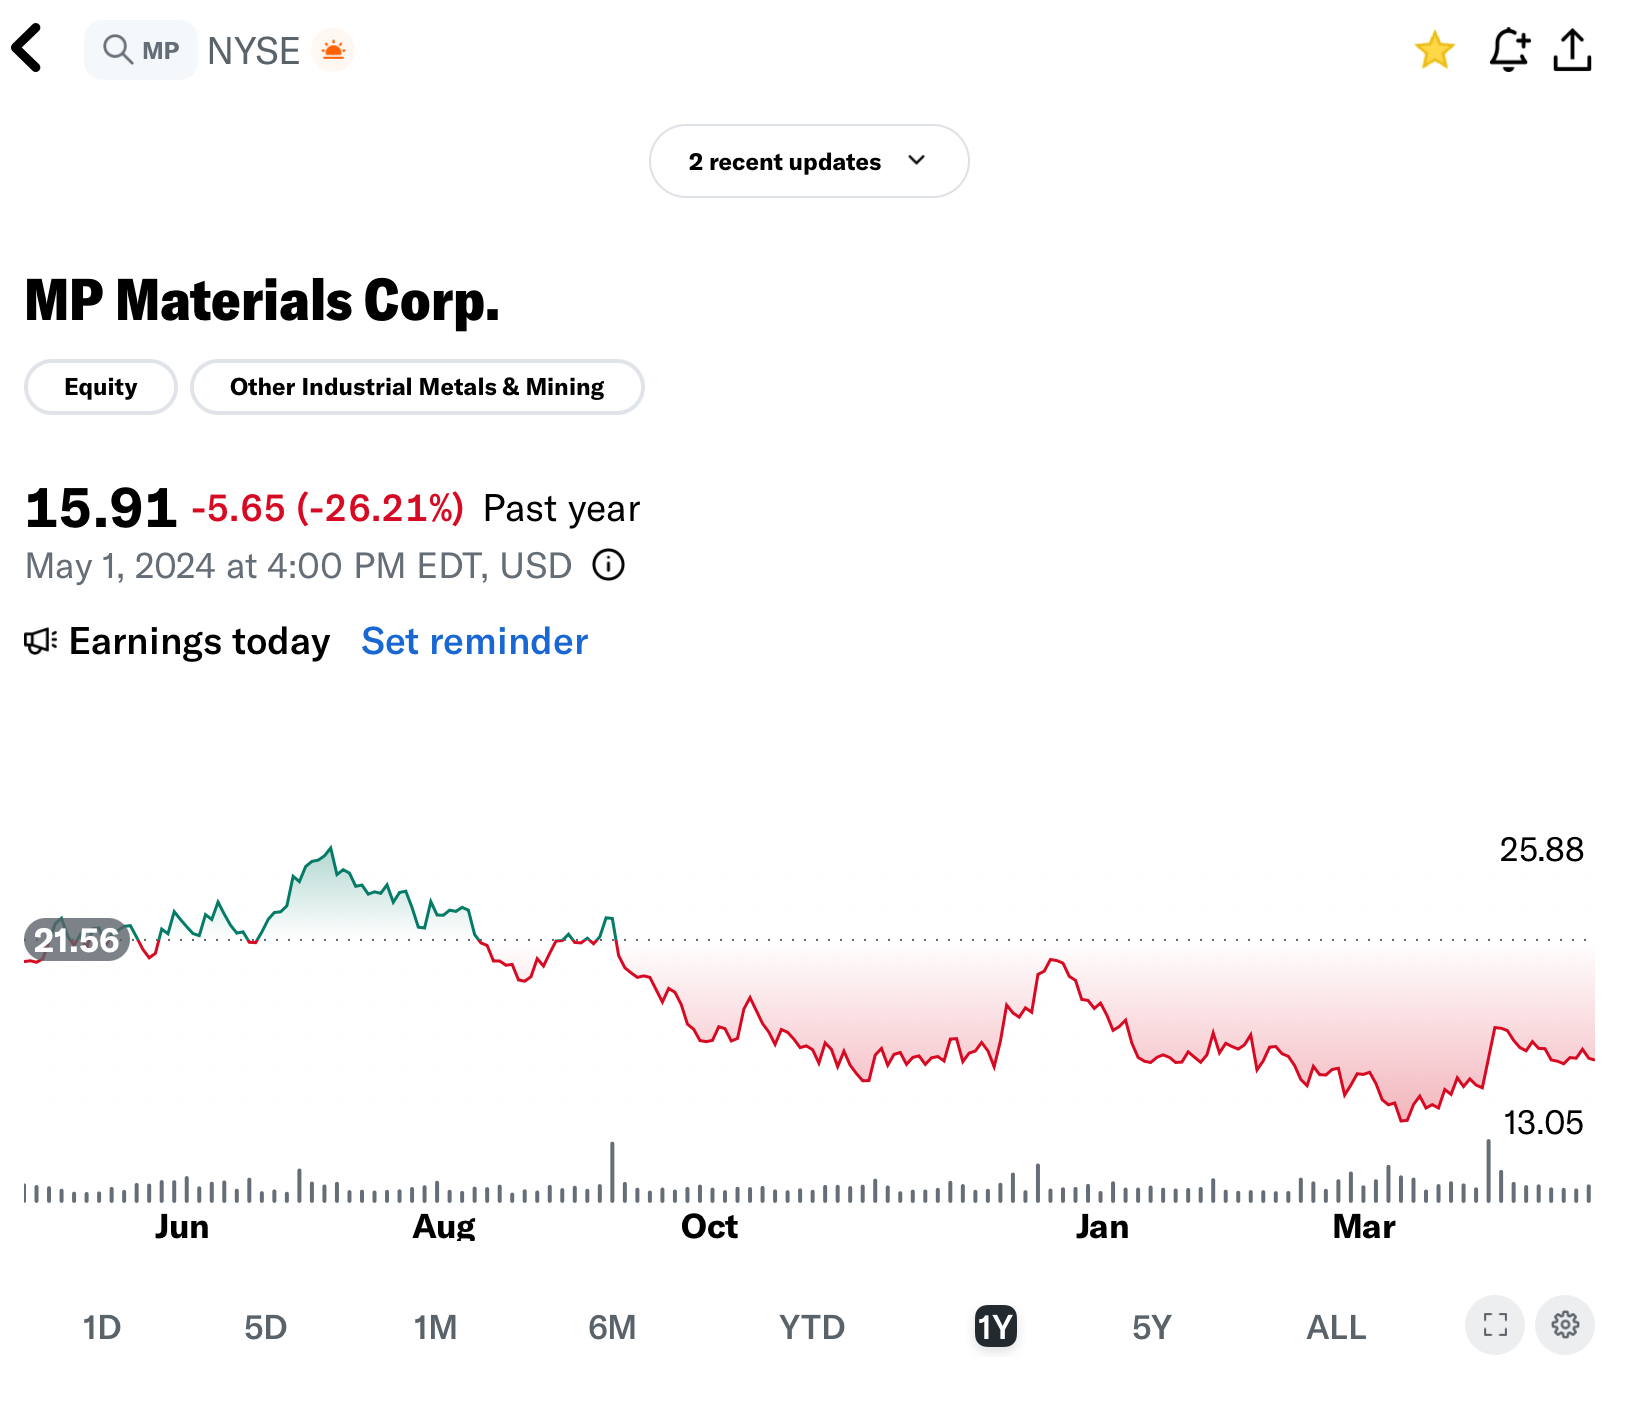 MP NYSE
2 recent updates
MP Materials Corp.
Equity Other Industrial Metals & Mining
15.91 -5.65 (-26.21%) Past year
May 1, 2024 at 4:00 PM EDT, USD
Earnings today Set reminder
25.88
21.56
13.05
Jun Aug Oct Jan Mar
1D 5D 1M 6M YTD 1Y 5Y ALL